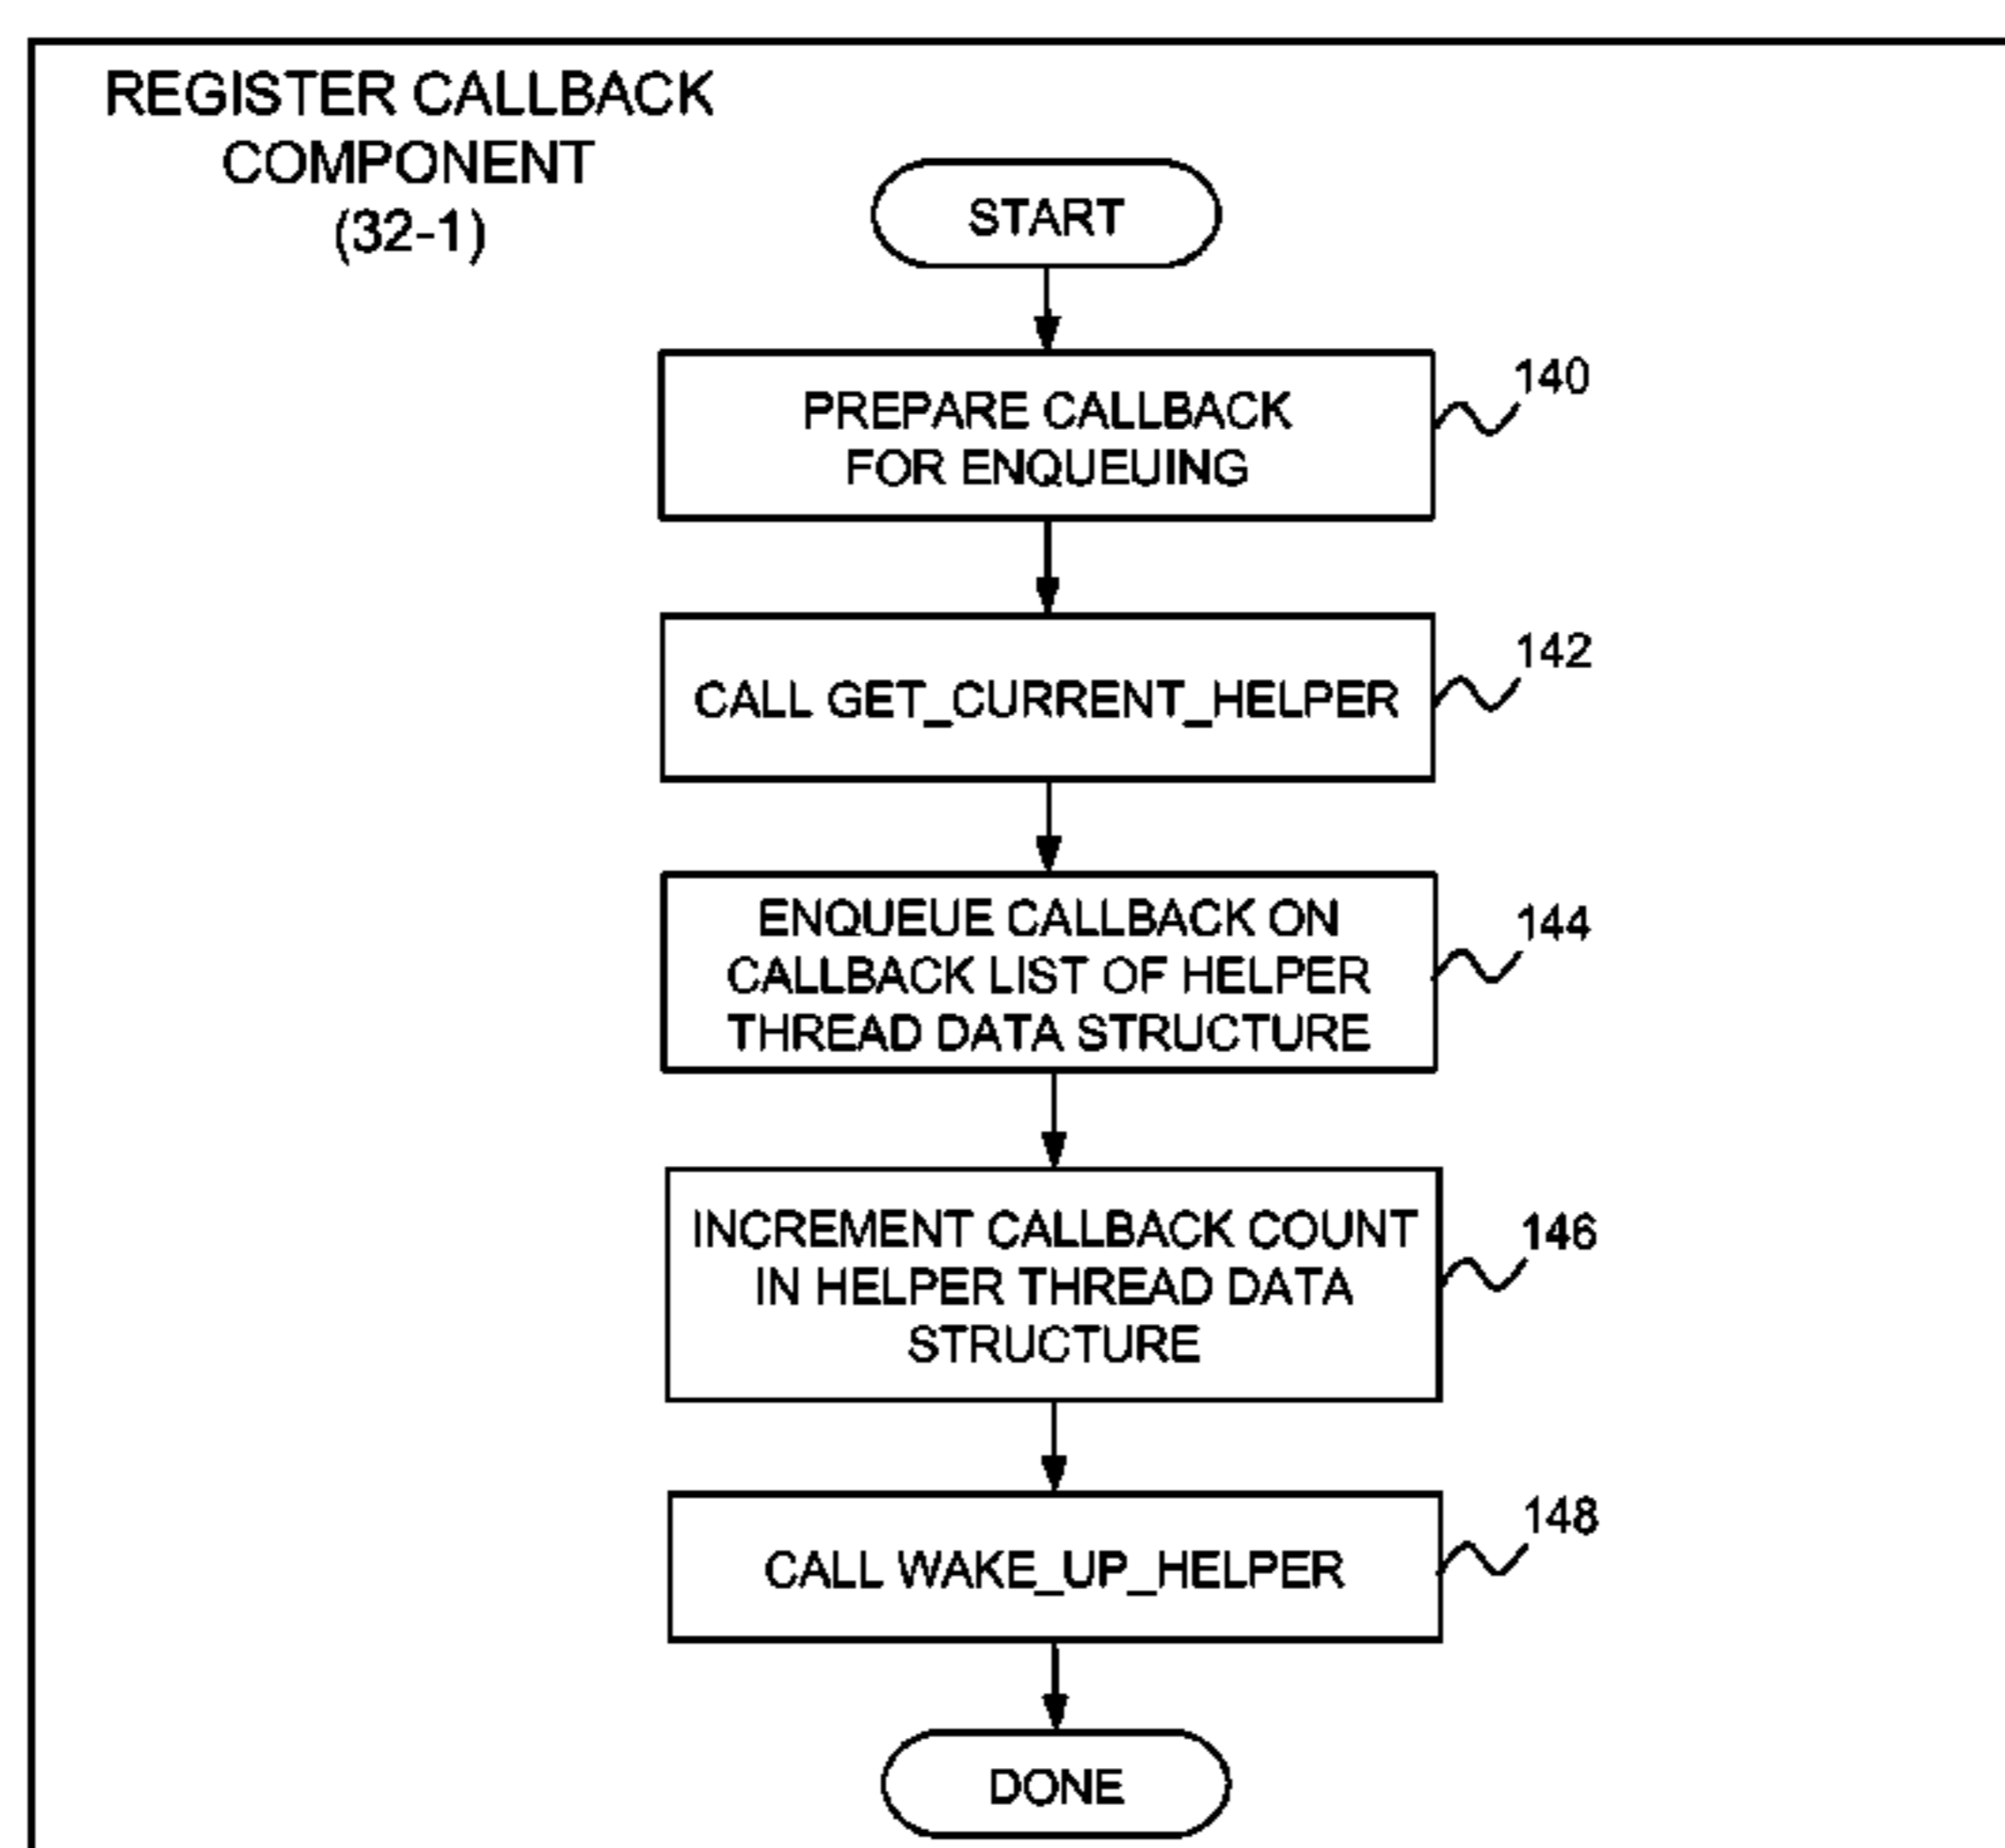 REGISTER CALLBACK
COMPONENT
(32-1)
START
PREPARE CALLBACK
FOR ENQUEUING
140
CALL GET_CURRENT_HELPER
142
ENQUEUE CALLBACK ON
CALLBACK LIST OF HELPER
THREAD DATA STRUCTURE
144
INCREMENT CALLBACK COUNT
IN HELPER THREAD DATA
STRUCTURE
146
CALL WAKE_UP_HELPER
148
DONE